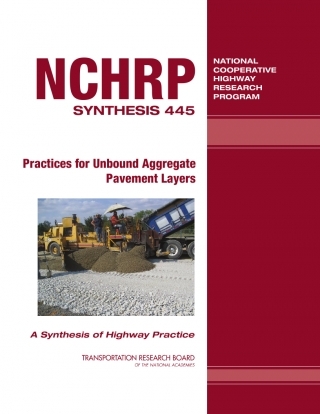 NCHRP
SYNTHESIS 445
NATIONAL
COOPERATIVE
HIGHWAY
RESEARCH
PROGRAM
Practices for Unbound Aggregate
Pavement Layers
A Synthesis of Highway Practice
TRANSPORTATION RESEARCH BOARD
OF THE NATIONAL ACADEMIES